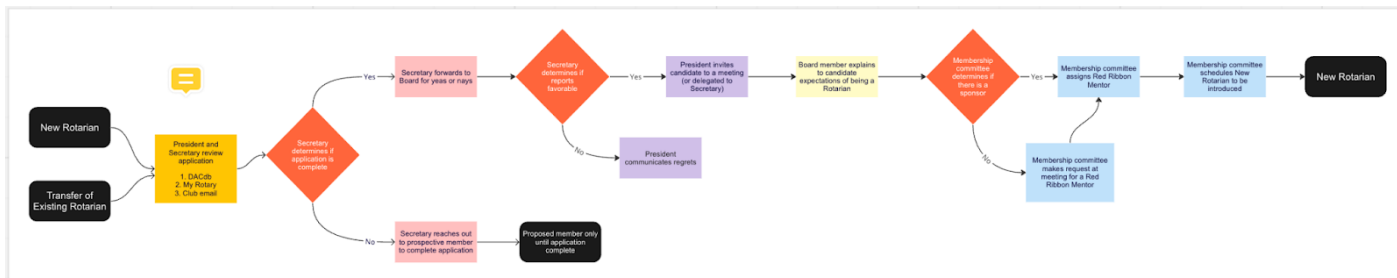 New Rotarian
Transfer of
Existing Rotarian
President and
Secretary review
application
1. DACdb
2. My Rotary
3. Club email
Secretary
determines if
application is
complete
Yes
Secretary forwards to
Board for yeas or nays
Secretary
determines if
reports
favorable
Yes
President invites
candidate to a meeting
(or delegated to
Secretary)
Board member explains
to candidate
expectations of being a
Rotarian
Membership
committee
determines if
there is a
sponsor
Yes
Membership committee
assigns Red Ribbon
Mentor
Membership committee
schedules New
Rotarian to be
introduced
New Rotarian
No
President
communicates regrets
No
Membership committee
makes request at
meeting for a Red
Ribbon Mentor
No
Secretary reaches out
to prospective member
to complete application
Proposed member only
until application
complete